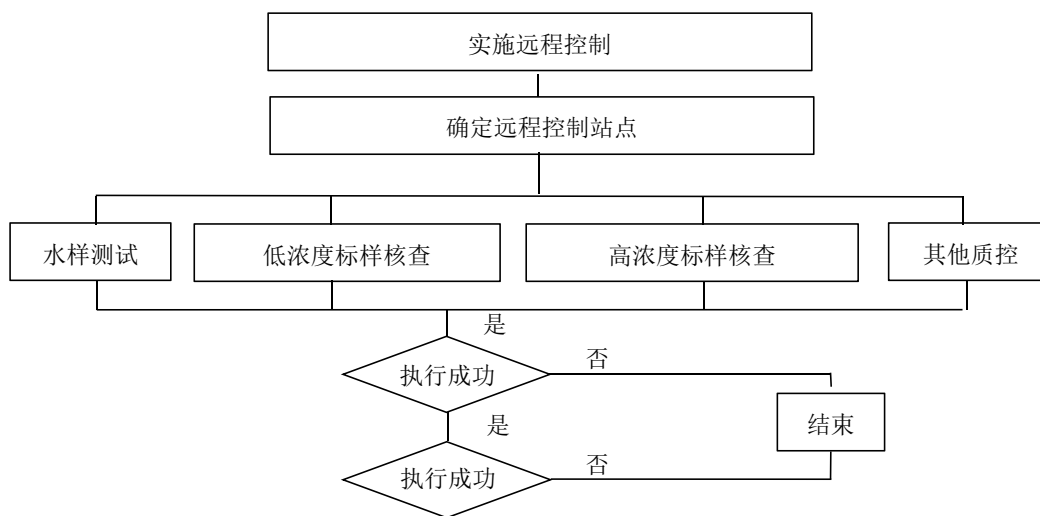 实施远程控制
确定远程控制站点
水样测试
低浓度标样核查
高浓度标样核查
其他质控
是
执行成功
否
结束
是
执行成功
否